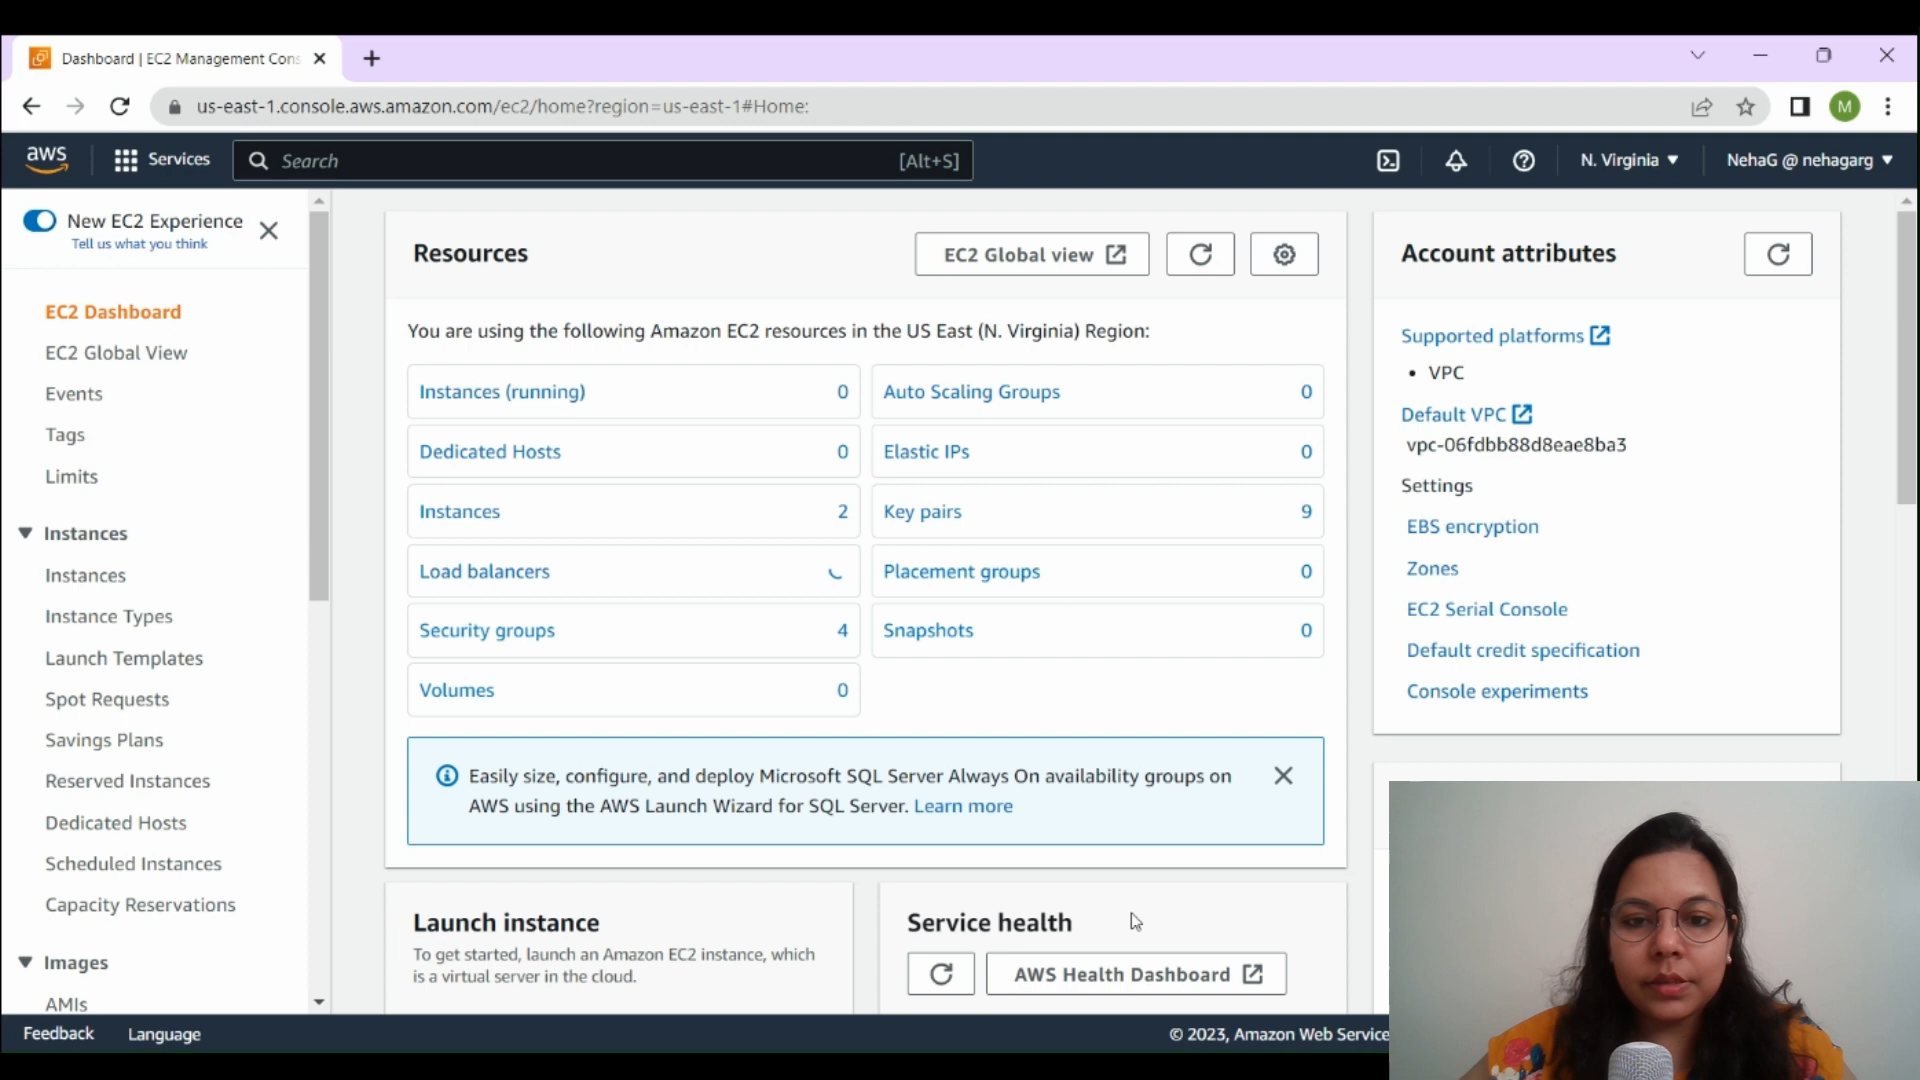 Dashboard | EC2 Management Cons
us-east-1.console.aws.amazon.com/ec2/home?region=us-east-1#Home:
M
aws
Services
Search
[Alt+S]
N. Virginia
NehaG @ nehagarg
New EC2 Experience
Tell us what you think
EC2 Dashboard
EC2 Global View
Events
Tags
Limits
Instances
Instances
Instance Types
Launch Templates
Spot Requests
Savings Plans
Reserved Instances
Dedicated Hosts
Scheduled Instances
Capacity Reservations
Images
AMIs
Resources
EC2 Global view
You are using the following Amazon EC2 resources in the US East (N. Virginia) Region:
Instances (running) 0
Auto Scaling Groups 0
Dedicated Hosts 0
Elastic IPs 0
Instances 2
Key pairs 9
Load balancers
Placement groups 0
Security groups 4
Snapshots 0
Volumes 0
Easily size, configure, and deploy Microsoft SQL Server Always On availability groups on
AWS using the AWS Launch Wizard for SQL Server. Learn more
Launch instance
To get started, launch an Amazon EC2 instance, which
is a virtual server in the cloud.
Service health
AWS Health Dashboard
Account attributes
Supported platforms
• VPC
Default VPC
vpc-06fdbb88d8eae8ba3
Settings
EBS encryption
Zones
EC2 Serial Console
Default credit specification
Console experiments
Feedback
Language
© 2023, Amazon Web Service